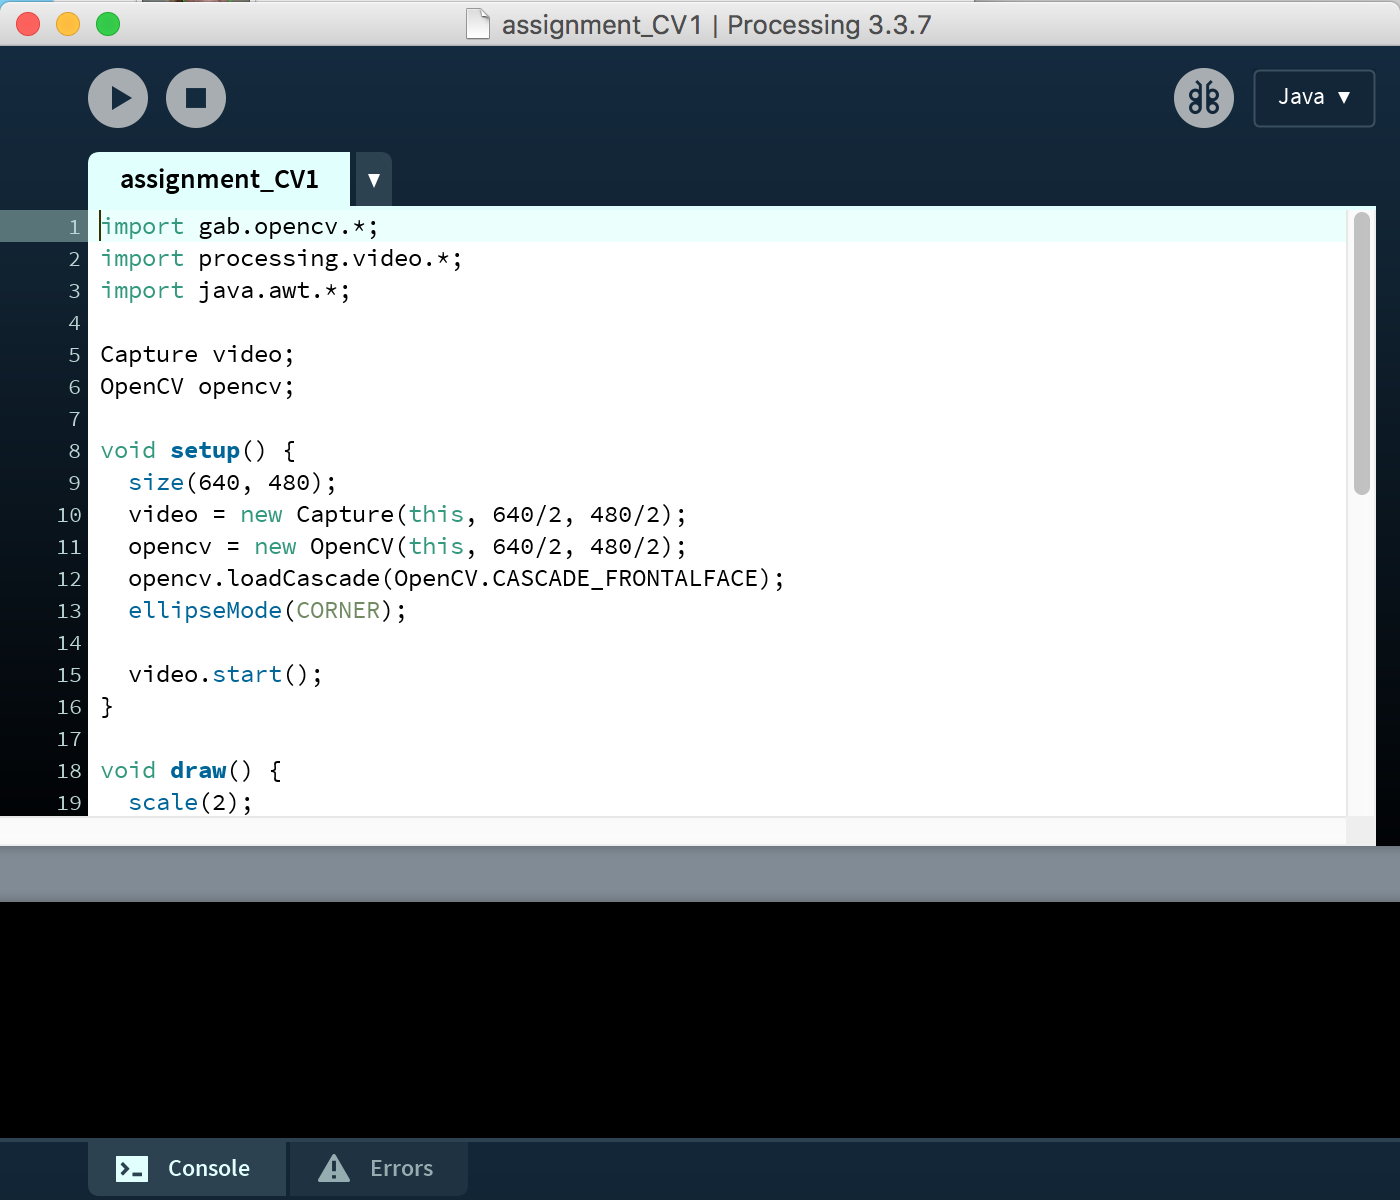 assignment_CV1 | Processing 3.3.7
Java ▼
assignment_CV1 ▼
1 import gab.opencv.*;
2 import processing.video.*;
3 import java.awt.*;
4
5 Capture video;
6 OpenCV opencv;
7
8 void setup() {
9   size(640, 480);
10   video = new Capture(this, 640/2, 480/2);
11   opencv = new OpenCV(this, 640/2, 480/2);
12   opencv.loadCascade(OpenCV.CASCADE_FRONTALFACE);
13   ellipseMode(CORNER);
14
15   video.start();
16 }
17
18 void draw() {
19   scale(2);
Console
Errors